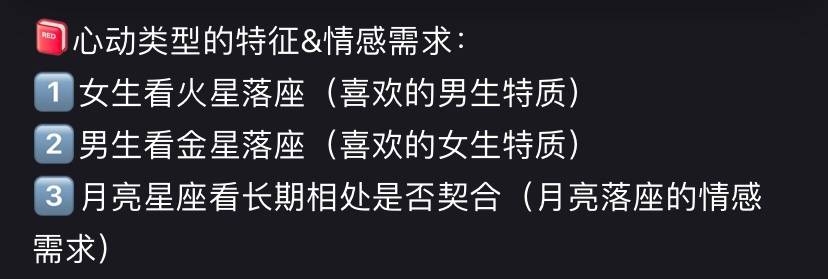 📕心动类型的特征&情感需求：
1️⃣女生看火星落座（喜欢的男生特质）
2️⃣男生看金星落座（喜欢的女生特质）
3️⃣月亮星座看长期相处是否契合（月亮落座的情感
需求）